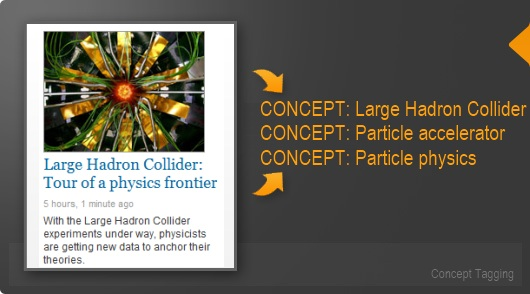 Large Hadron Collider:
Tour of a physics frontier
5 hours, 1 minute ago
With the Large Hadron Collider
experiments under way, physicists
are getting new data to anchor their
theories.
CONCEPT: Large Hadron Collider
CONCEPT: Particle accelerator
CONCEPT: Particle physics
Concept Tagging